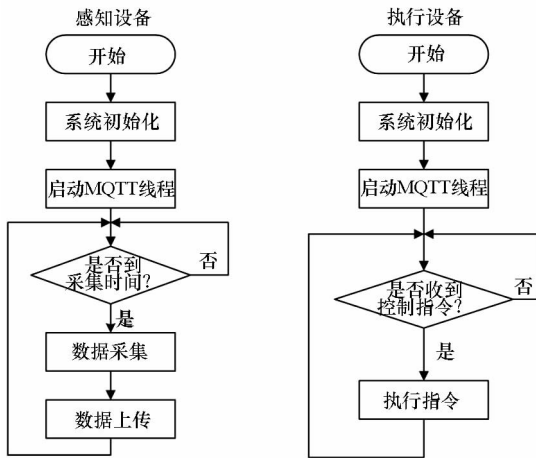 感知设备
开始
系统初始化
启动MQTT线程
是否到
采集时间?
否
是
数据采集
数据上传
执行设备
开始
系统初始化
启动MQTT线程
是否收到
控制指令?
否
是
执行指令